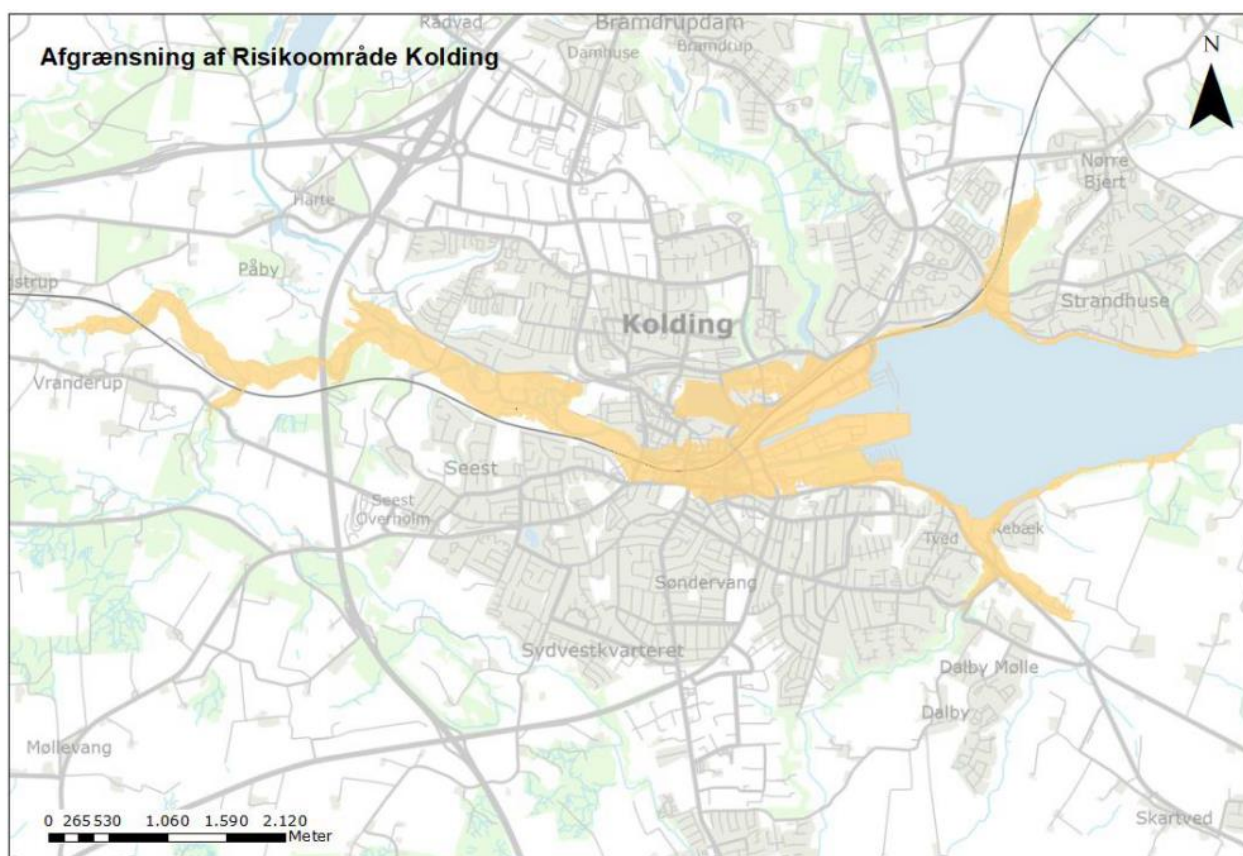 Rådvad
Bramdrupdam
Afgrænsning af Risikoområde Kolding
Damhuse
Bramdrup
N
Nørre
Bjert
Harte
Påby
strup
Strandhuse
Kolding
Vranderup
Seest
Seest
Overholm
Tved
Rebæk
Søndervang
Sydvestkvarteret
Dalby Mølle
Dalby
Møllevang
0 265 530 1.060 1.590 2.120
Meter
Skartved